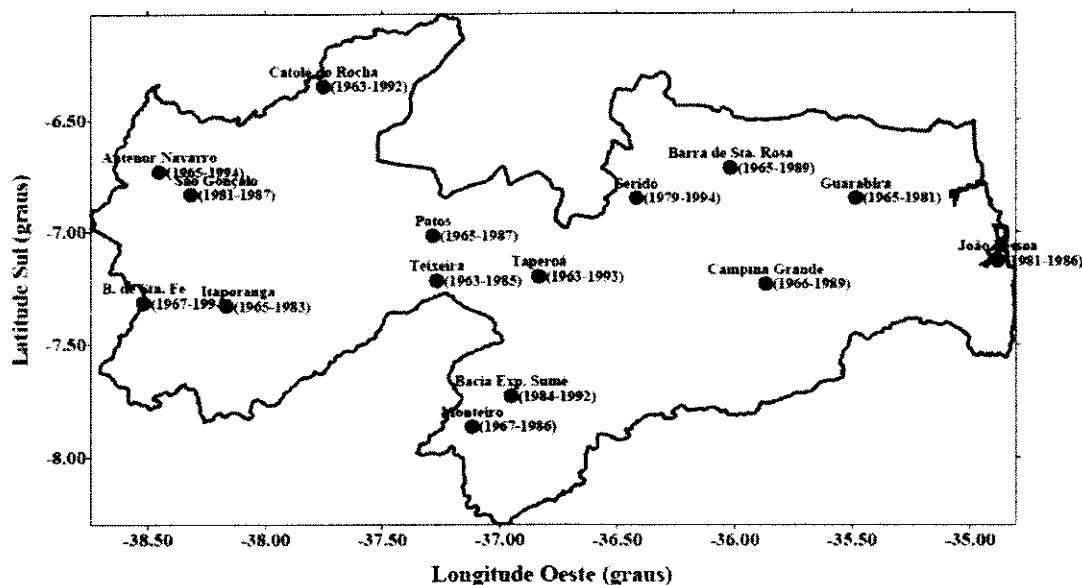 Catolé do Rocha
(1963-1992)
-6.50
Antenor Navarro
(1965-1994)
São Gonçalo
(1981-1987)
Barra de Sta. Rosa
(1965-1989)
Seridó
(1979-1994)
Guarabira
(1965-1981)
-7.00
Patos
(1965-1987)
João Pessoa
(1981-1986)
Teixeira
(1963-1985)
Taperoá
(1963-1993)
Campina Grande
(1966-1989)
B. de Sta. Fe
(1967-199
Itaporanga
(1965-1983)
-7.50
Bacia Exp. Sumé
(1984-1992)
Monteiro
(1967-1986)
-8.00
Latitude Sul (graus)
-38.50 -38.00 -37.50 -37.00 -36.50 -36.00 -35.50 -35.00
Longitude Oeste (graus)